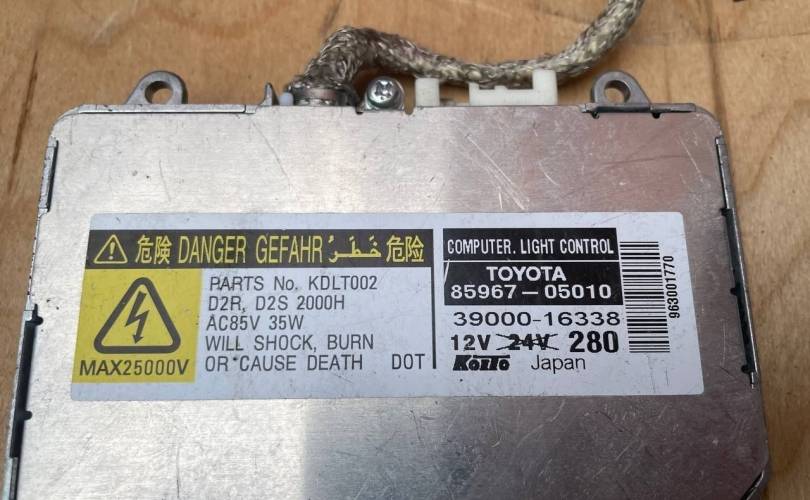 危険 DANGER GEFAHR خَطَرٌ 危险
MAX25000V
PARTS No. KDLT002
D2R, D2S 2000H
AC85V 35W
WILL SHOCK, BURN
OR CAUSE DEATH DOT
COMPUTER. LIGHT CONTROL
TOYOTA
85967-05010
39000-16338
12V 24V 280
KOITO Japan
963001770